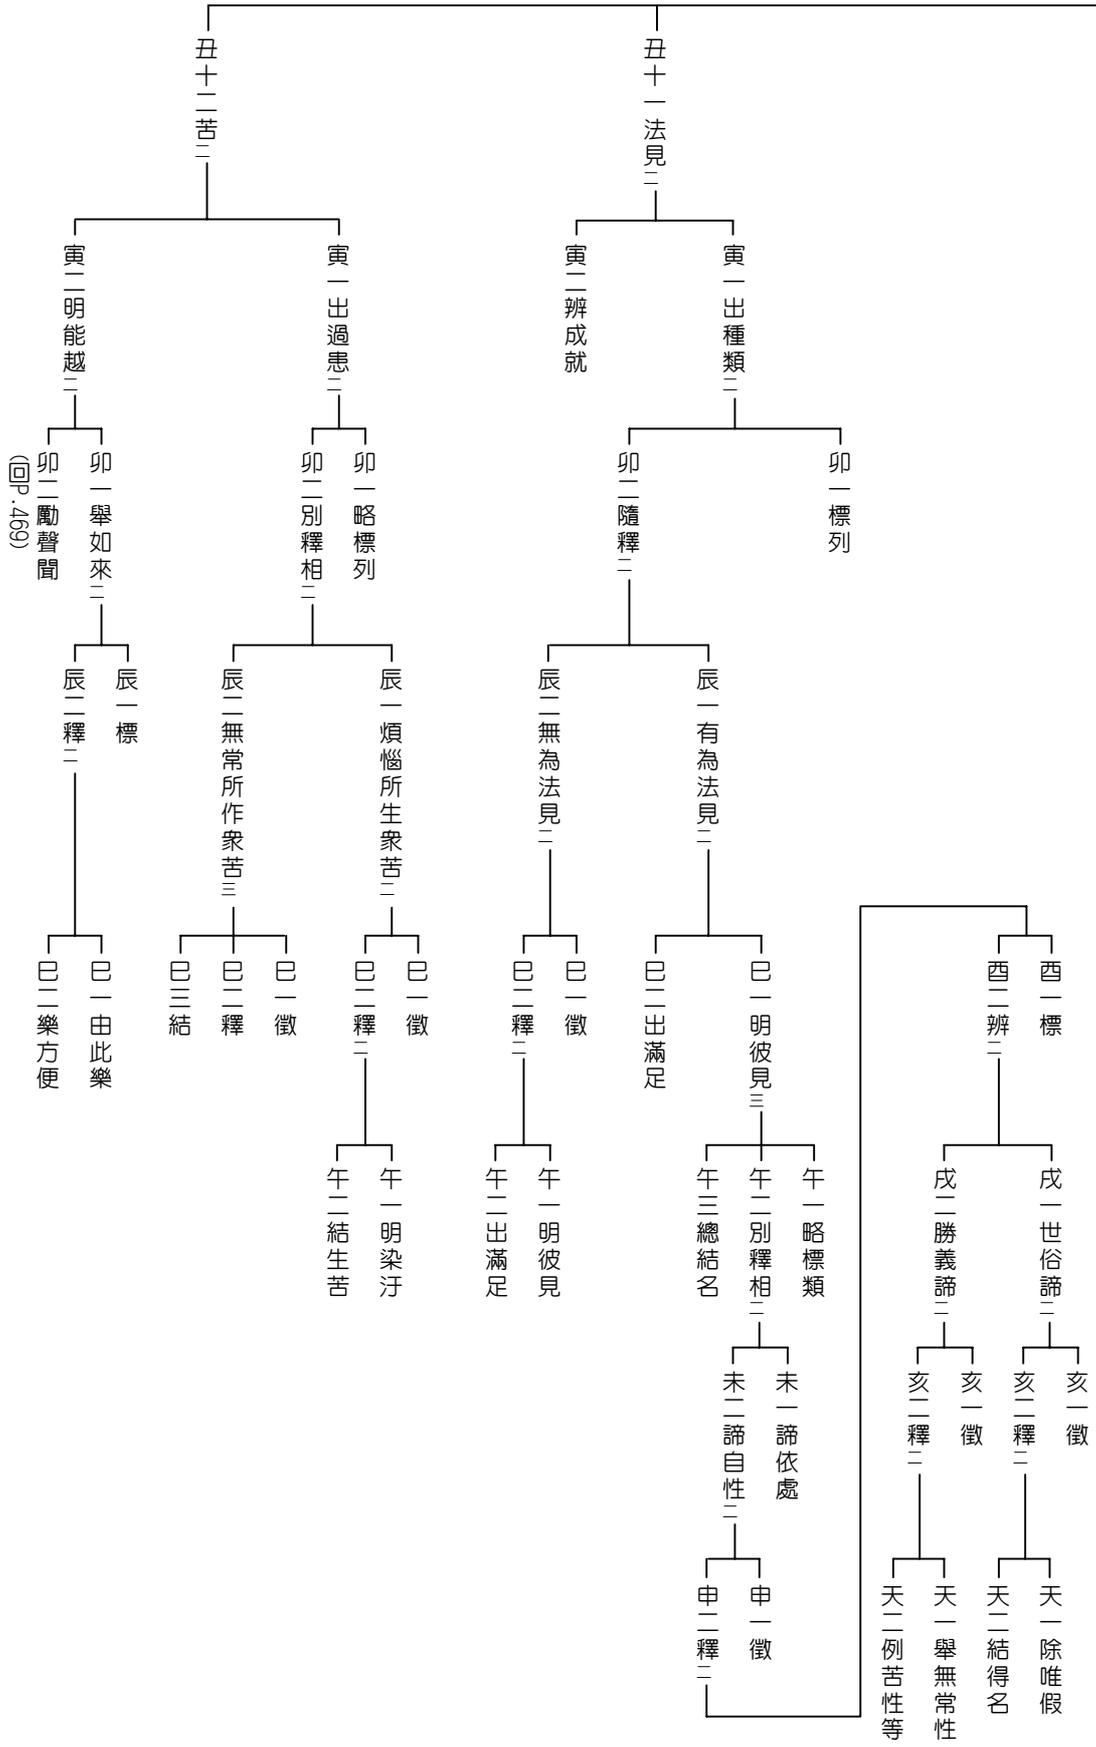 丑十一法見二
寅一出種類二
卯一標列
卯二隨釋二
辰一有為法見二
巳一明彼見三
午一略標類
午二別釋相二
未一諦依處
未二諦自性二
申一徵
申二釋二
酉一標
酉二辨二
戌一世俗諦二
亥一徵
亥二釋二
天一除唯假
天二結得名
戌二勝義諦二
亥一徵
亥二釋二
天一舉無常性
天二例苦性等
午三總結名
巳二出滿足
辰二無為法見二
巳一徵
巳二釋二
午一明彼見
午二出滿足
寅二辨成就
丑十二苦二
寅一出過患二
卯一略標列
卯二別釋相二
辰一煩惱所生衆苦二
巳一徵
巳二釋二
午一明染汙
午二結生苦
辰二無常所作衆苦三
巳一徵
巳二釋
巳三結
寅二明能越二
卯一舉如來二
辰一標
辰二釋二
巳一由此樂
巳二樂方便
卯二勵聲聞
(回P.469)